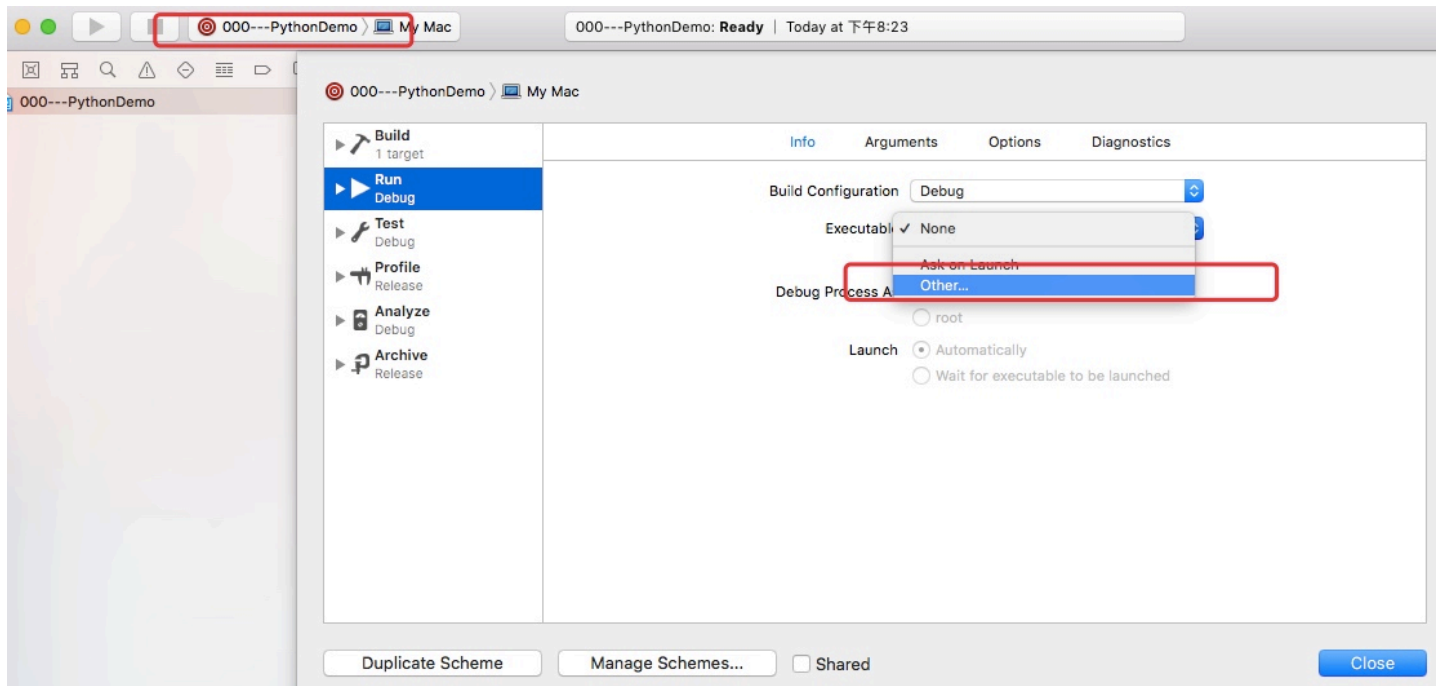 000---PythonDemo 〉 My Mac
000---PythonDemo: Ready | Today at 下午8:23
000---PythonDemo
000---PythonDemo 〉 My Mac
Build
1 target
Run
Debug
Test
Debug
Profile
Release
Analyze
Debug
Archive
Release
Info Arguments Options Diagnostics
Build Configuration Debug
Executabl ✓ None
Ask on Launch
Debug Process A Other...
root
Launch Automatically
Wait for executable to be launched
Duplicate Scheme Manage Schemes... Shared Close